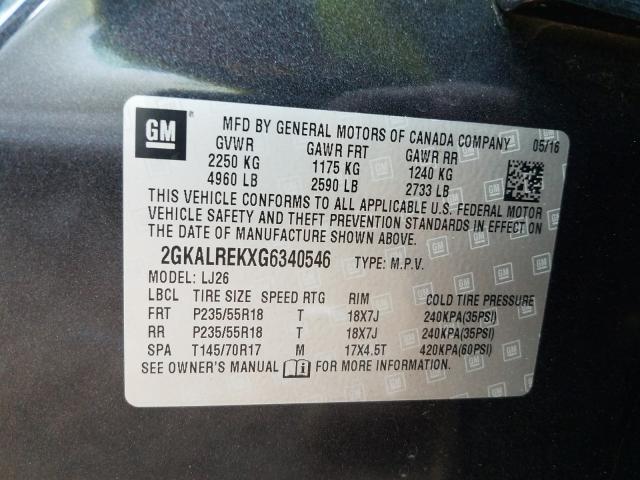 GM
MFD BY GENERAL MOTORS OF CANADA COMPANY 05/16
GVWR GAWR FRT GAWR RR
2250 KG 1175 KG 1240 KG
4960 LB 2590 LB 2733 LB
THIS VEHICLE CONFORMS TO ALL APPLICABLE U.S. FEDERAL MOTOR
VEHICLE SAFETY AND THEFT PREVENTION STANDARDS IN EFFECT ON
THE DATE OF MANUFACTURE SHOWN ABOVE.
2GKALREKXG6340546 TYPE: M.P.V.
MODEL: LJ26
LBCL TIRE SIZE SPEED RTG RIM COLD TIRE PRESSURE
FRT P235/55R18 T 18X7J 240KPA(35PSI)
RR P235/55R18 T 18X7J 240KPA(35PSI)
SPA T145/70R17 M 17X4.5T 420KPA(60PSI)
SEE OWNER'S MANUAL FOR MORE INFORMATION.